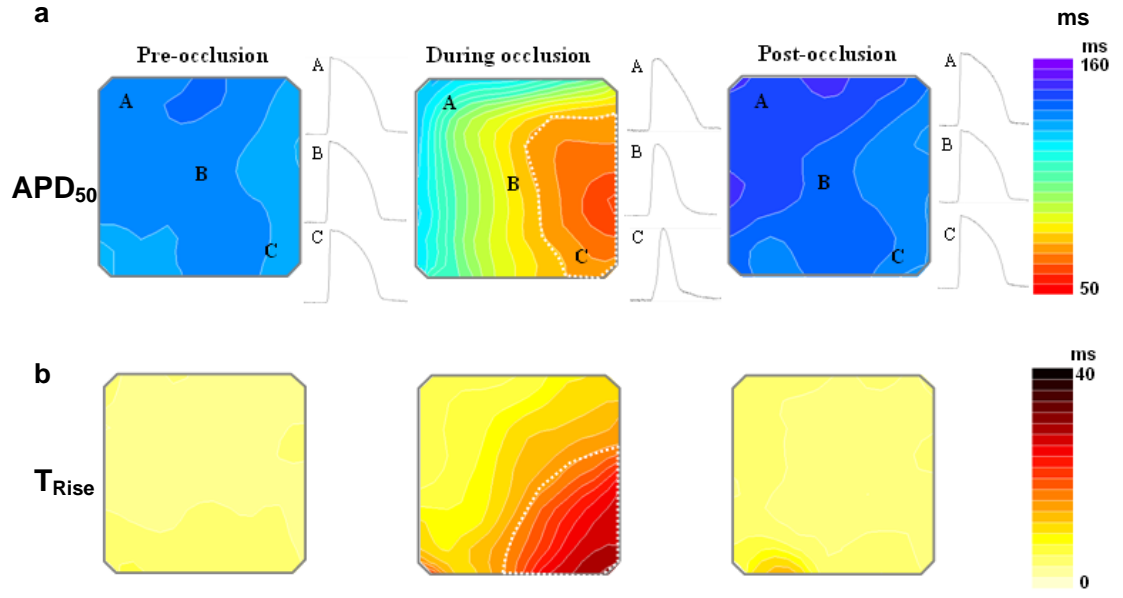 a
ms
Pre-occlusion
During occlusion
Post-occlusion
ms
160
A
A
A
A
A
A
B
B
B
B
B
B
APD50
C
C
C
C
C
C
50
b
ms
40
TRise
0